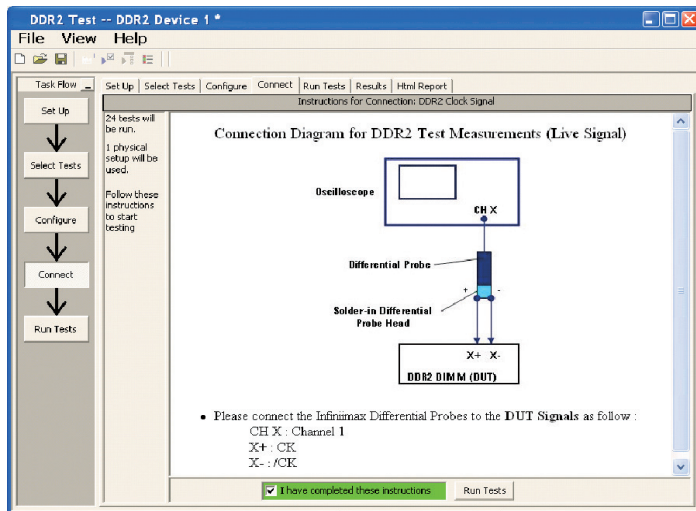 DDR2 Test -- DDR2 Device 1 *
File View Help
Task Flow
Set Up
Select Tests
Configure
Connect
Run Tests
Set Up Select Tests Configure Connect Run Tests Results Html Report
Instructions for Connection: DDR2 Clock Signal
24 tests will
be run.
1 physical
setup will be
used.
Follow these
instructions
to start
testing
Connection Diagram for DDR2 Test Measurements (Live Signal)
Oscilloscope
CH X
Differential Probe
+ -
Solder-in Differential
Probe Head
X+ X-
DDR2 DIMM (DUT)
• Please connect the Infiniimax Differential Probes to the DUT Signals as follow :
CH X : Channel 1
X+ : CK
X- : /CK
I have completed these instructions
Run Tests